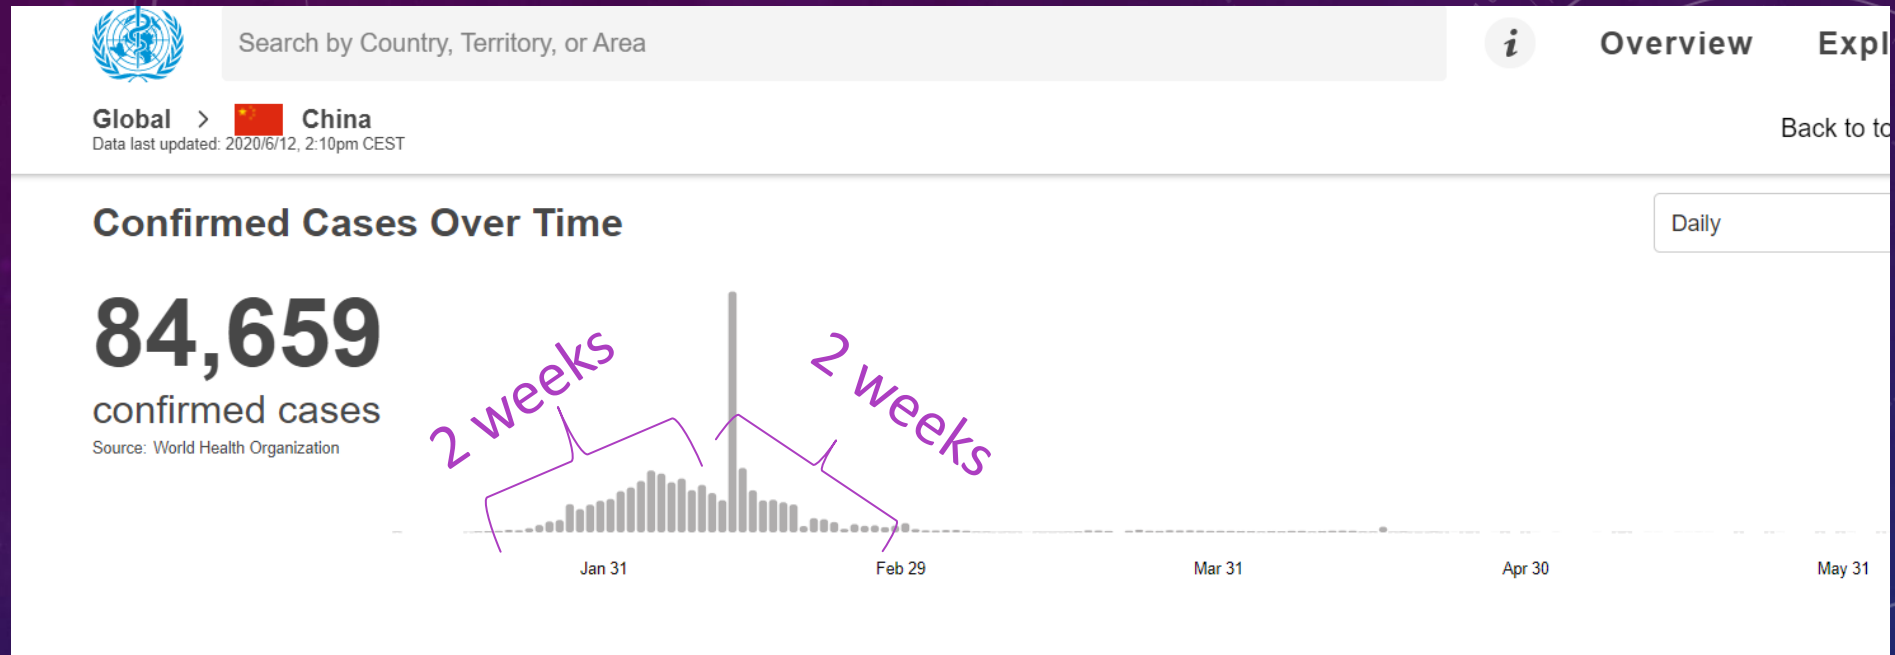 Search by Country, Territory, or Area
i
Overview
Expl
Global > China
Data last updated: 2020/6/12, 2:10pm CEST
Back to to
Confirmed Cases Over Time
Daily
84,659
confirmed cases
Source: World Health Organization
2 weeks
2 weeks
Jan 31
Feb 29
Mar 31
Apr 30
May 31